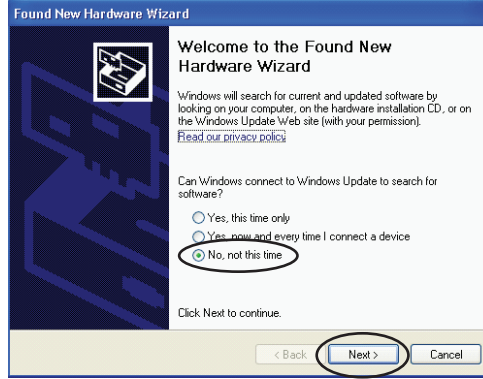 Found New Hardware Wizard
Welcome to the Found New
Hardware Wizard
Windows will search for current and updated software by
looking on your computer, on the hardware installation CD, or on
the Windows Update Web site (with your permission).
Read our privacy policy
Can Windows connect to Windows Update to search for
software?
Yes, this time only
Yes, now and every time I connect a device
No, not this time
Click Next to continue.
< Back
Next >
Cancel